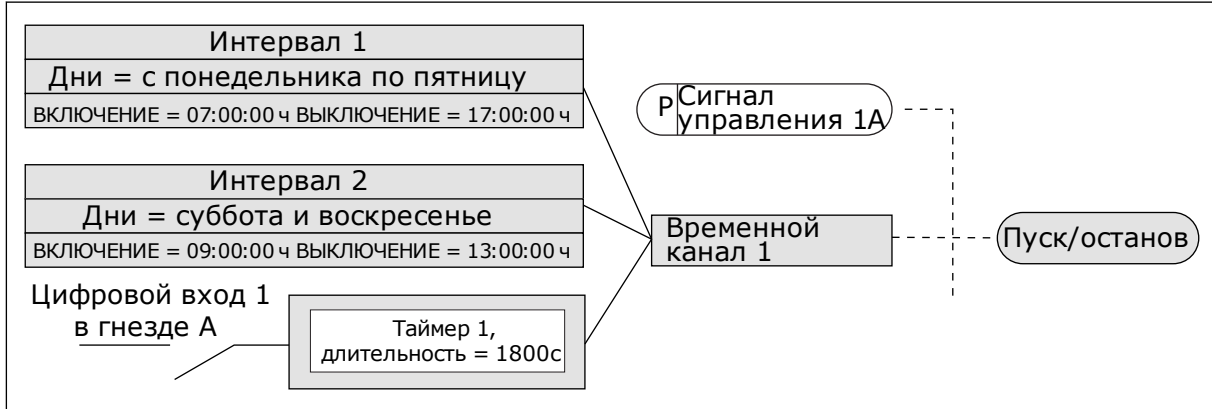 Интервал 1
Дни = с понедельника по пятницу
ВКЛЮЧЕНИЕ = 07:00:00 ч ВЫКЛЮЧЕНИЕ = 17:00:00 ч
P
Сигнал
управления 1A
Интервал 2
Дни = суббота и воскресенье
ВКЛЮЧЕНИЕ = 09:00:00 ч ВЫКЛЮЧЕНИЕ = 13:00:00 ч
Временной
канал 1
Пуск/останов
Цифровой вход 1
в гнезде A
Таймер 1,
длительность = 1800с